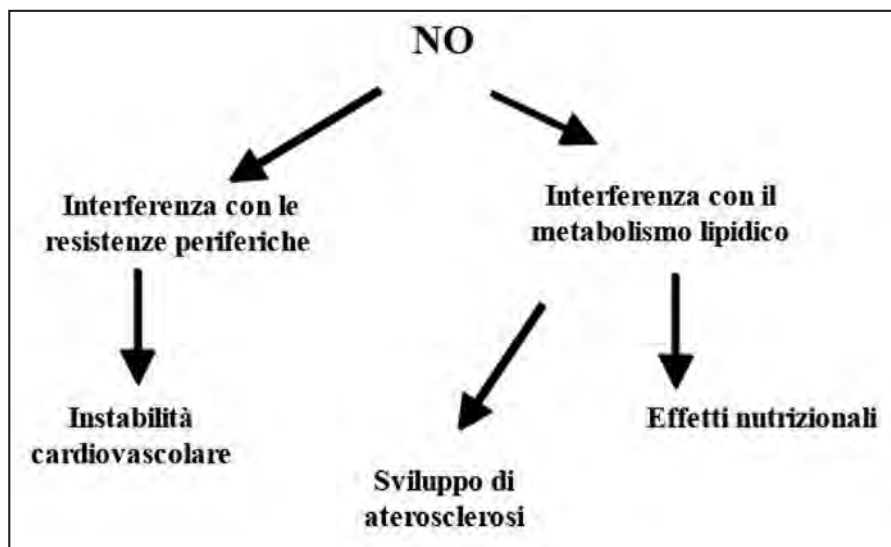 NO
Interferenza con le
resistenze periferiche
Interferenza con il
metabolismo lipidico
Instabilità
cardiovascolare
Sviluppo di
aterosclerosi
Effetti nutrizionali